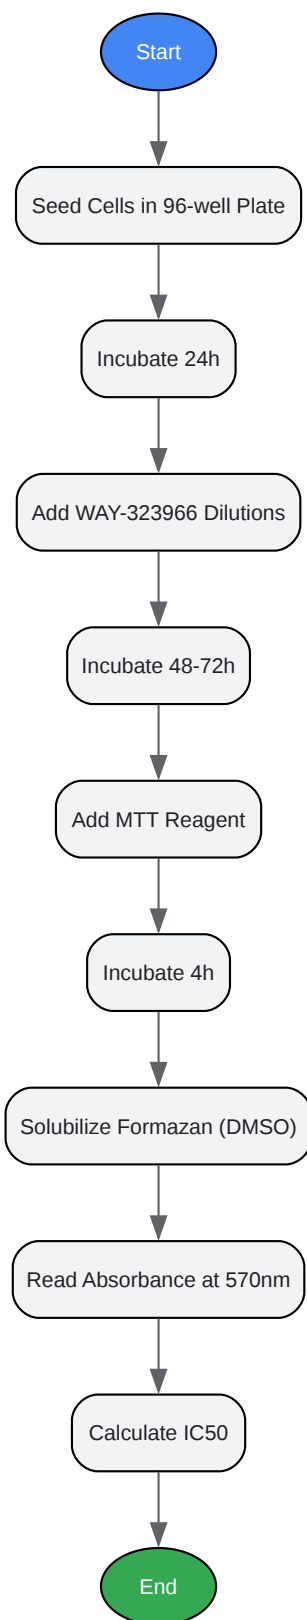 Start
Seed Cells in 96-well Plate
Incubate 24h
Add WAY-323966 Dilutions
Incubate 48-72h
Add MTT Reagent
Incubate 4h
Solubilize Formazan (DMSO)
Read Absorbance at 570nm
Calculate IC50
End